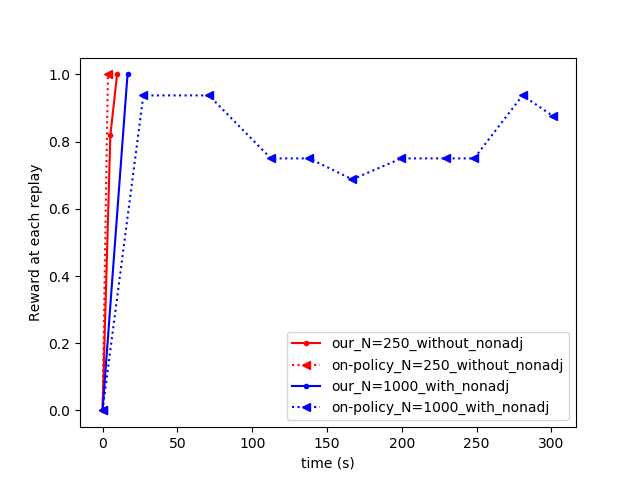 1.0
0.8
0.6
0.4
0.2
0.0
Reward at each replay
our_N=250_without_nonadj
on-policy_N=250_without_nonadj
our_N=1000_with_nonadj
on-policy_N=1000_with_nonadj
0 50 100 150 200 250 300
time (s)